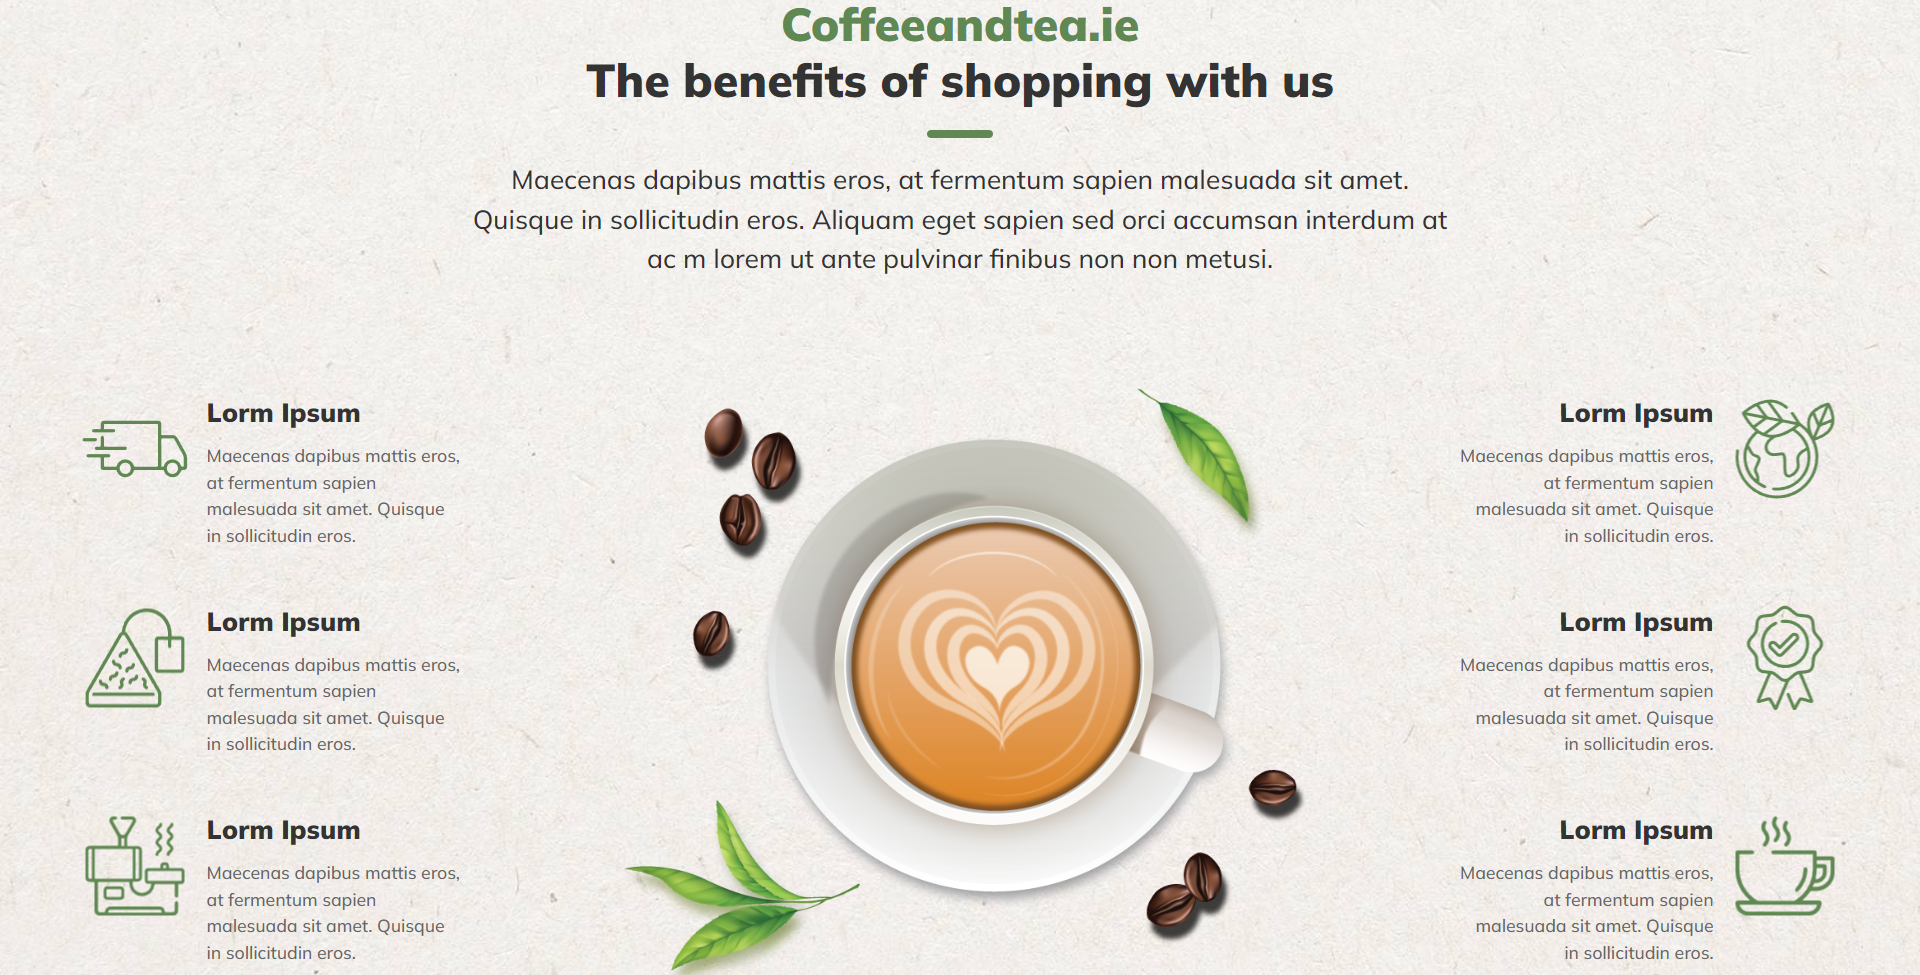 Coffeeandtea.ie
The benefits of shopping with us
Maecenas dapibus mattis eros, at fermentum sapien malesuada sit amet.
Quisque in sollicitudin eros. Aliquam eget sapien sed orci accumsan interdum at
ac m lorem ut ante pulvinar finibus non non metusi.
Lorm Ipsum
Maecenas dapibus mattis eros,
at fermentum sapien
malesuada sit amet. Quisque
in sollicitudin eros.
Lorm Ipsum
Maecenas dapibus mattis eros,
at fermentum sapien
malesuada sit amet. Quisque
in sollicitudin eros.
Lorm Ipsum
Maecenas dapibus mattis eros,
at fermentum sapien
malesuada sit amet. Quisque
in sollicitudin eros.
Lorm Ipsum
Maecenas dapibus mattis eros,
at fermentum sapien
malesuada sit amet. Quisque
in sollicitudin eros.
Lorm Ipsum
Maecenas dapibus mattis eros,
at fermentum sapien
malesuada sit amet. Quisque
in sollicitudin eros.
Lorm Ipsum
Maecenas dapibus mattis eros,
at fermentum sapien
malesuada sit amet. Quisque
in sollicitudin eros.